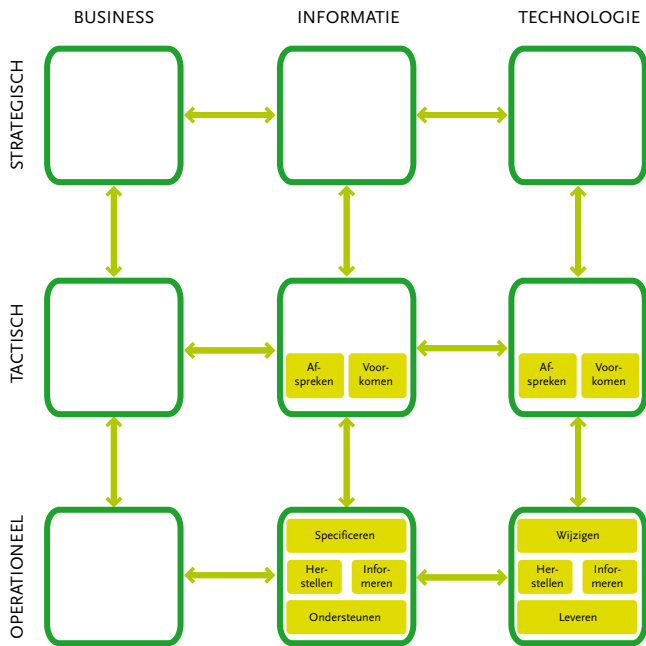 BUSINESS
INFORMATIE
TECHNOLOGIE
STRATEGISCH
TACTISCH
Af-
spreken
Voor-
komen
Af-
spreken
Voor-
komen
OPERATIONEEL
Specificeren
Her-
stellen
Infor-
meren
Ondersteunen
Wijzigen
Her-
stellen
Infor-
meren
Leveren